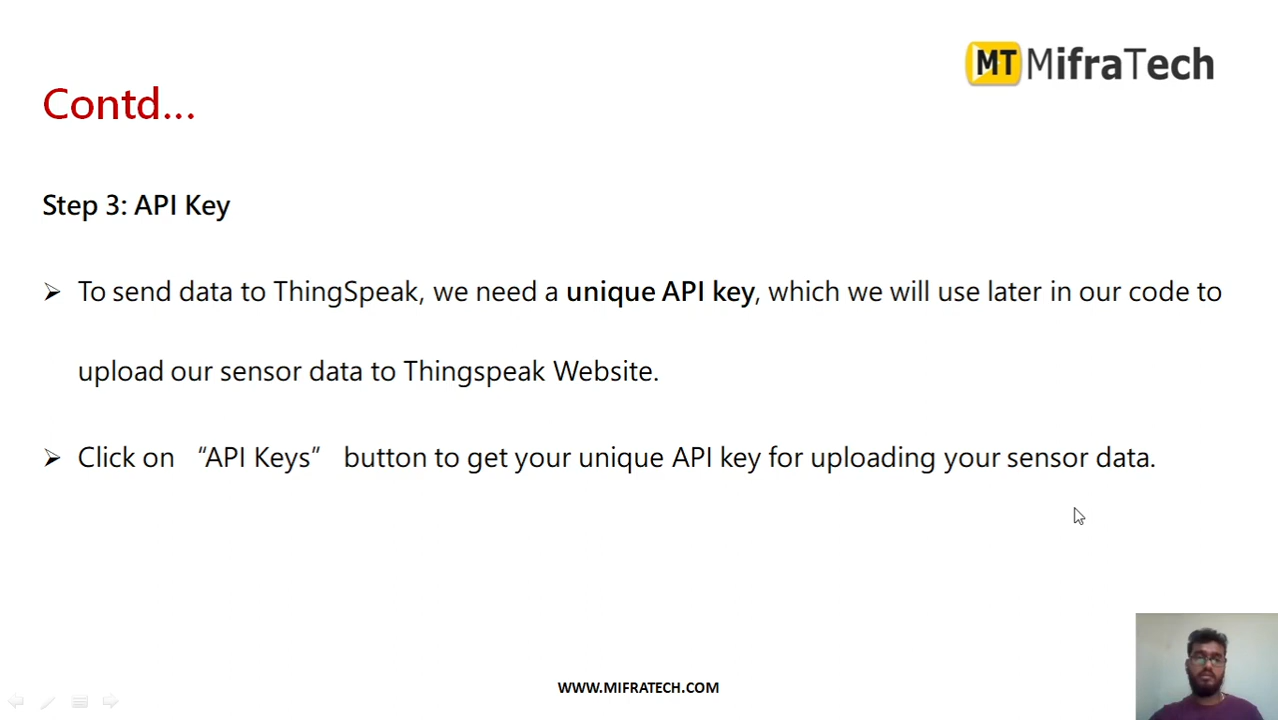 MT MifraTech
Contd...
Step 3: API Key
➢ To send data to ThingSpeak, we need a unique API key, which we will use later in our code to
upload our sensor data to Thingspeak Website.
➢ Click on “API Keys” button to get your unique API key for uploading your sensor data.
WWW.MIFRATECH.COM